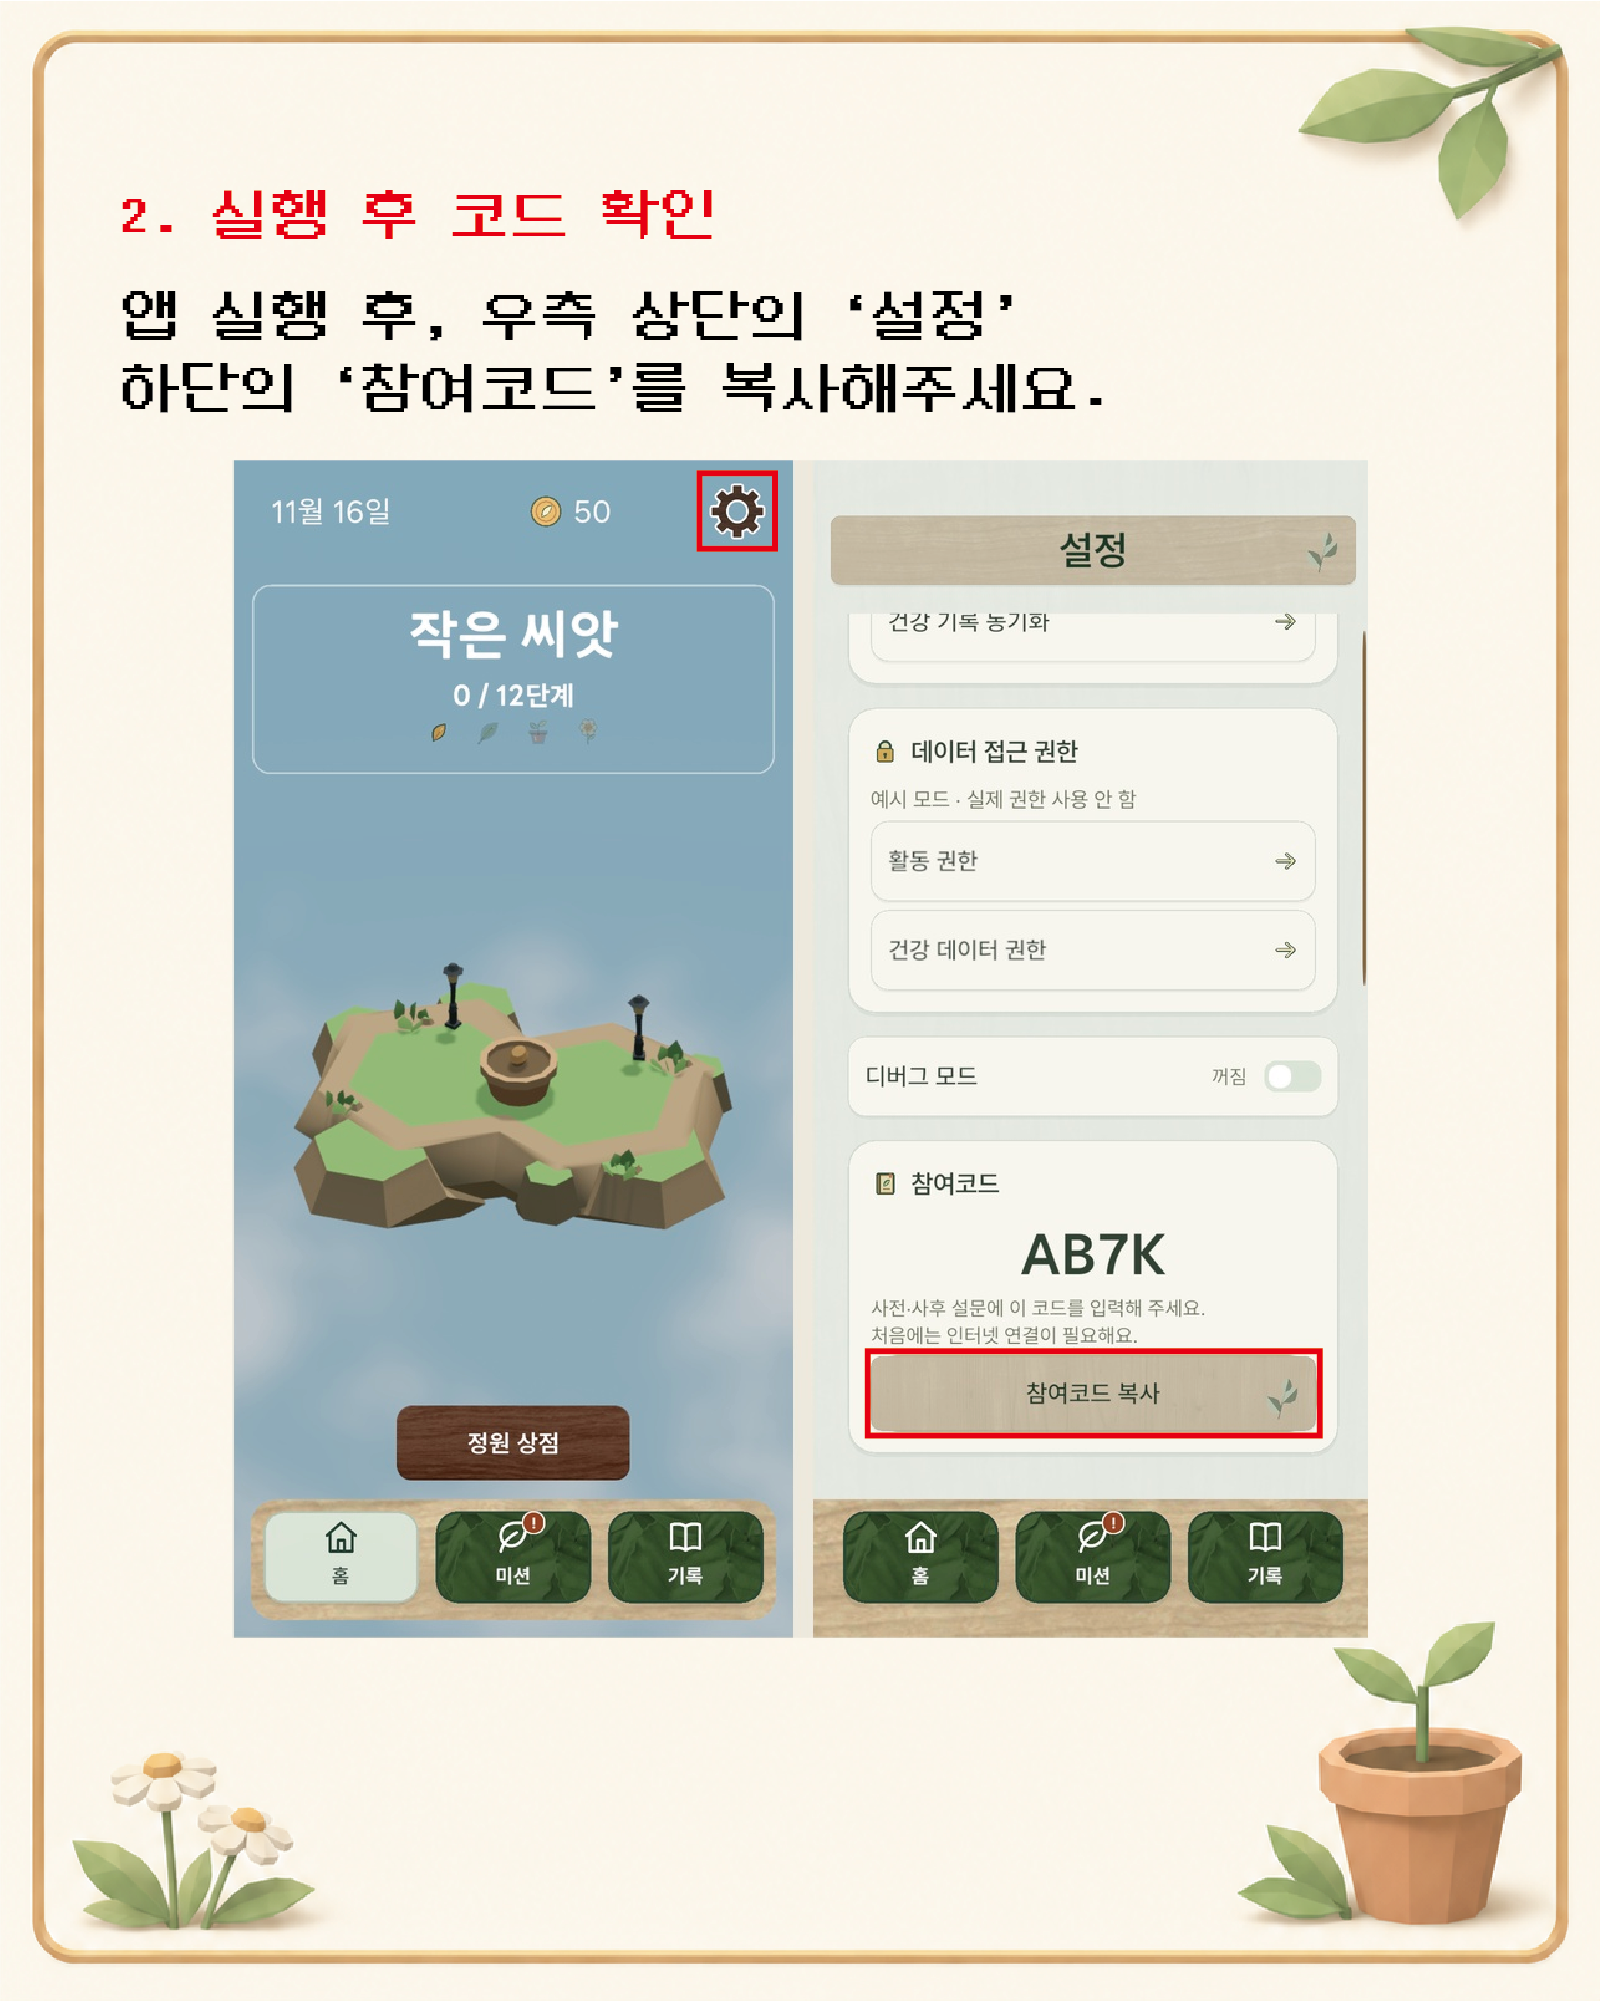 2. 실행 후 코드 확인
앱 실행 후, 우측 상단의 ‘설정’
하단의 ‘참여코드’를 복사해주세요.
11월 16일
50
작은 씨앗
0 / 12단계
정원 상점
홈
미션
기록
설정
건강 기록 동기화
데이터 접근 권한
예시 모드 · 실제 권한 사용 안 함
활동 권한
건강 데이터 권한
디버그 모드
꺼짐
참여코드
AB7K
사전·사후 설문에 이 코드를 입력해 주세요.
처음에는 인터넷 연결이 필요해요.
참여코드 복사
홈
미션
기록